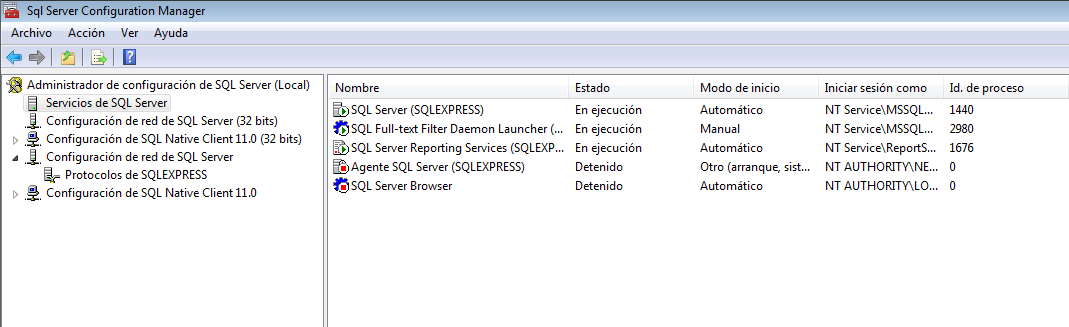 Sql Server Configuration Manager
Archivo Acción Ver Ayuda
Administrador de configuración de SQL Server (Local)
Servicios de SQL Server
Configuración de red de SQL Server (32 bits)
Configuración de SQL Native Client 11.0 (32 bits)
Configuración de red de SQL Server
Protocolos de SQLEXPRESS
Configuración de SQL Native Client 11.0
Nombre Estado Modo de inicio Iniciar sesión como Id. de proceso
SQL Server (SQLEXPRESS) En ejecución Automático NT Service\MSSQL... 1440
SQL Full-text Filter Daemon Launcher (... En ejecución Manual NT Service\MSSQL... 2980
SQL Server Reporting Services (SQLEXP... En ejecución Automático NT Service\ReportS... 1676
Agente SQL Server (SQLEXPRESS) Detenido Otro (arranque, sist... NT AUTHORITY\NE... 0
SQL Server Browser Detenido Automático NT AUTHORITY\LO... 0